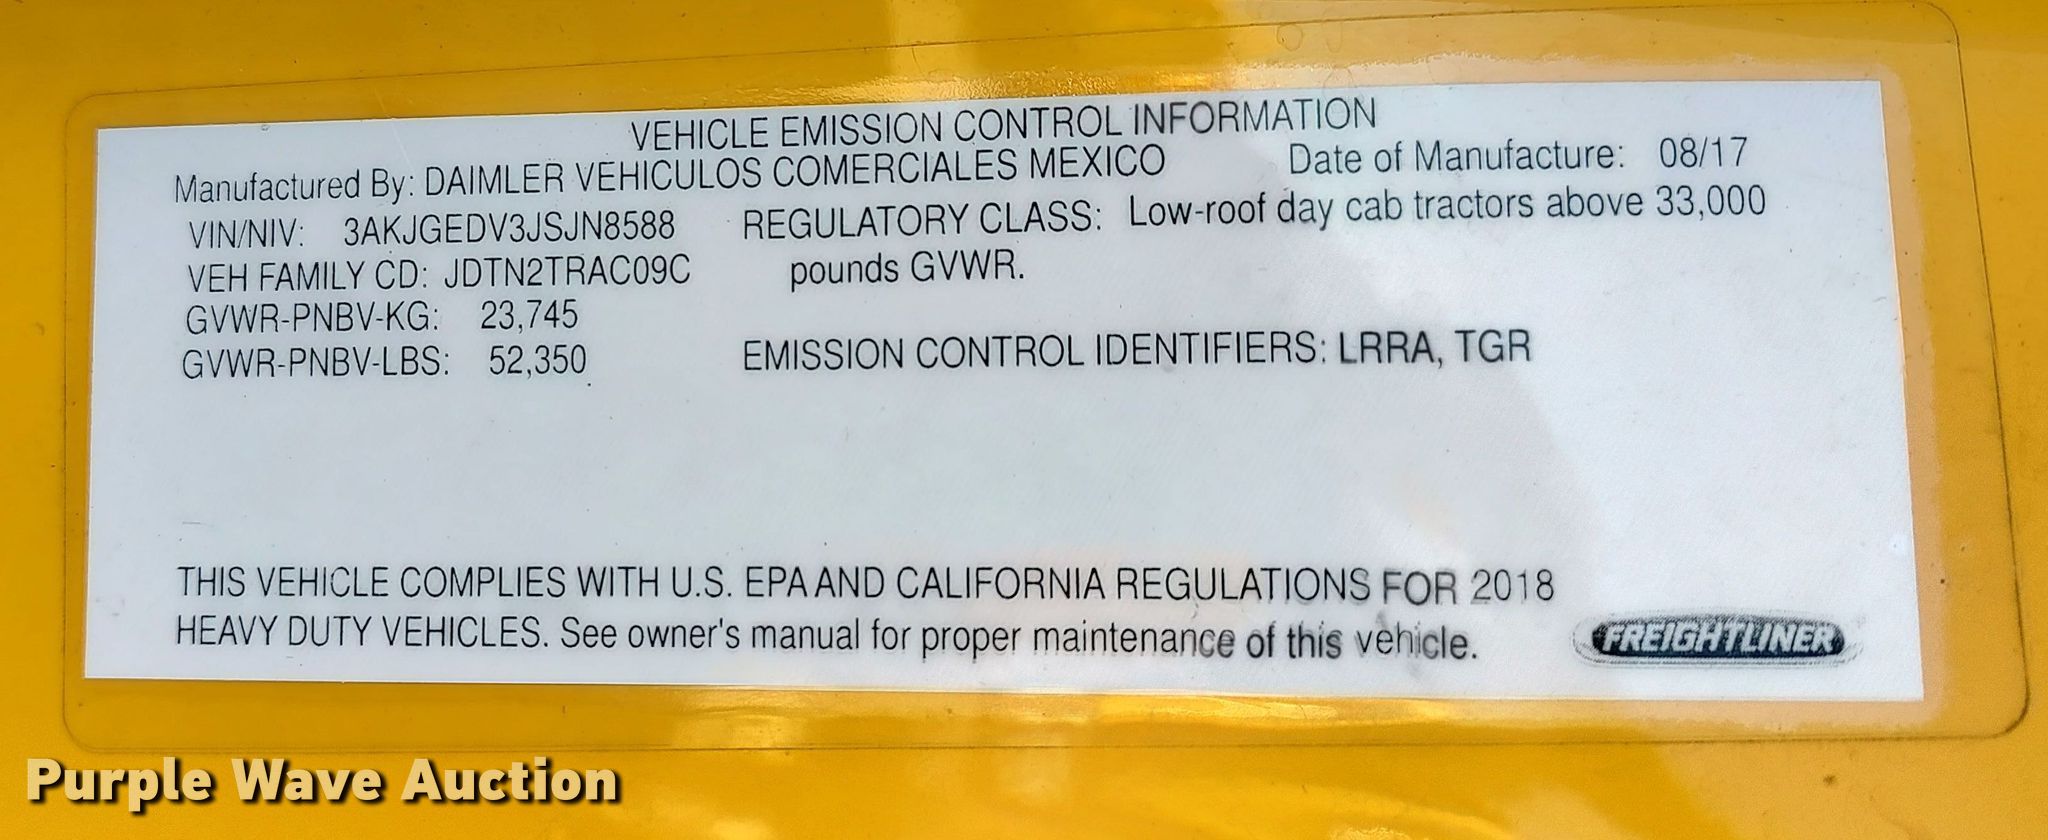 VEHICLE EMISSION CONTROL INFORMATION
Manufactured By: DAIMLER VEHICULOS COMERCIALES MEXICO Date of Manufacture: 08/17
VIN/NIV: 3AKJGEDV3JSJN8588 REGULATORY CLASS: Low-roof day cab tractors above 33,000
VEH FAMILY CD: JDTN2TRAC09C pounds GVWR.
GVWR-PNBV-KG: 23,745
GVWR-PNBV-LBS: 52,350 EMISSION CONTROL IDENTIFIERS: LRRA, TGR
THIS VEHICLE COMPLIES WITH U.S. EPA AND CALIFORNIA REGULATIONS FOR 2018
HEAVY DUTY VEHICLES. See owner's manual for proper maintenance of this vehicle.
FREIGHTLINER
Purple Wave Auction